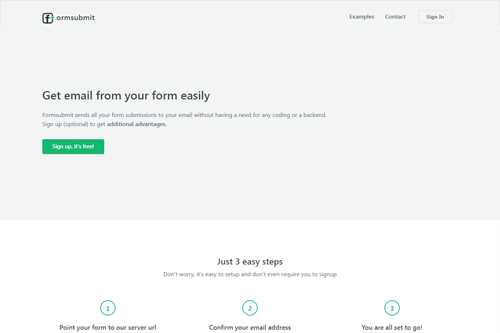 ormsubmit
Examples
Contact
Sign In
Get email from your form easily
Formsubmit sends all your form submissions to your email without having a need for any coding or a backend.
Sign up (optional) to get additional advantages.
Sign up, it's free!
Just 3 easy steps
Don't worry, it's easy to setup and don't even require you to signup
1
2
3
Point your form to our server url
Confirm your email address
You are all set to go!